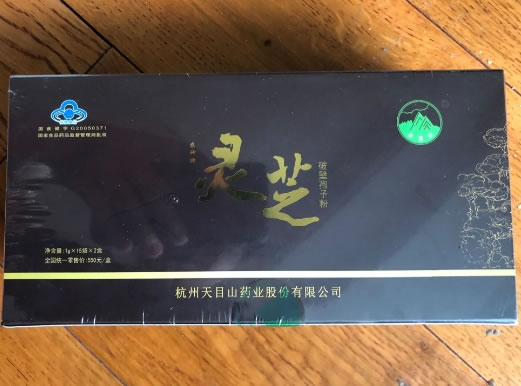 国食健字G20050371
国家食品药品监督管理局批准
灵芝
破壁孢子粉
净含量:1g×15袋×2盒
全国统一零售价:550元/盒
杭州天目山药业股份有限公司